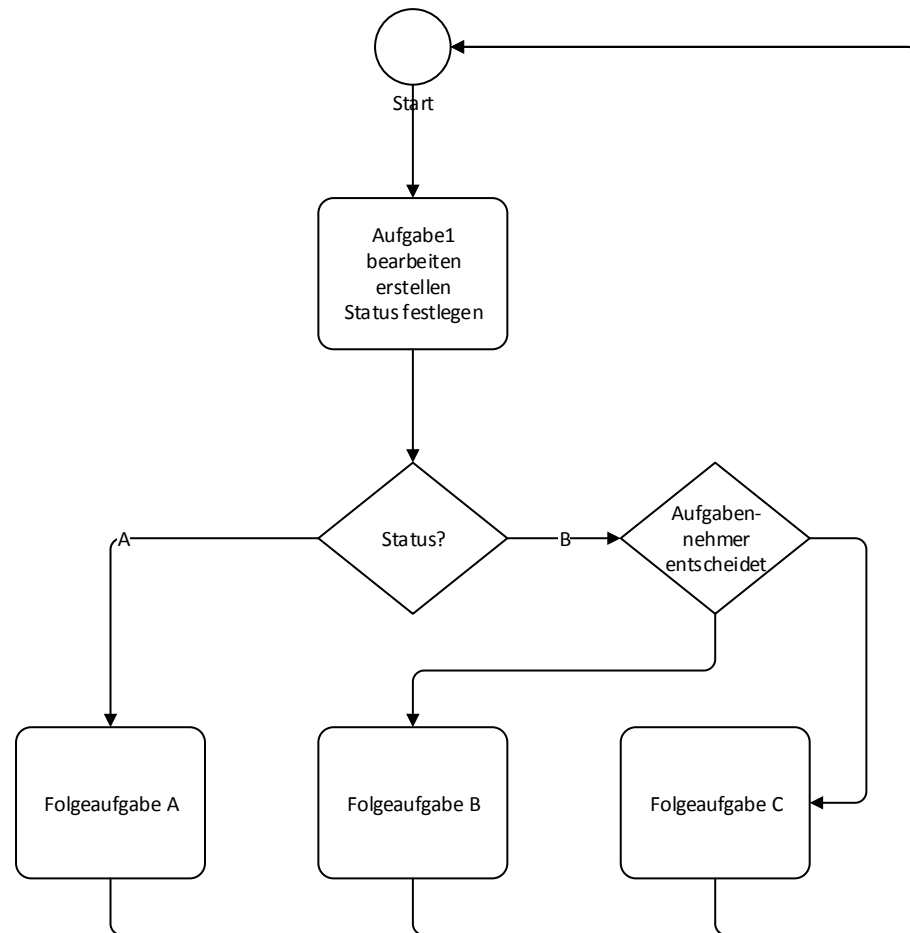 Start
Aufgabe1
bearbeiten
erstellen
Status festlegen
A
Status?
B
Aufgaben-
nehmer
entscheidet
Folgeaufgabe A
Folgeaufgabe B
Folgeaufgabe C